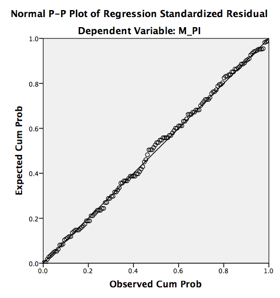 Normal P-P Plot of Regression Standardized Residual
Dependent Variable: M_PI
Expected Cum Prob
1.0
0.8
0.6
0.4
0.2
0.0
0.0 0.2 0.4 0.6 0.8 1.0
Observed Cum Prob